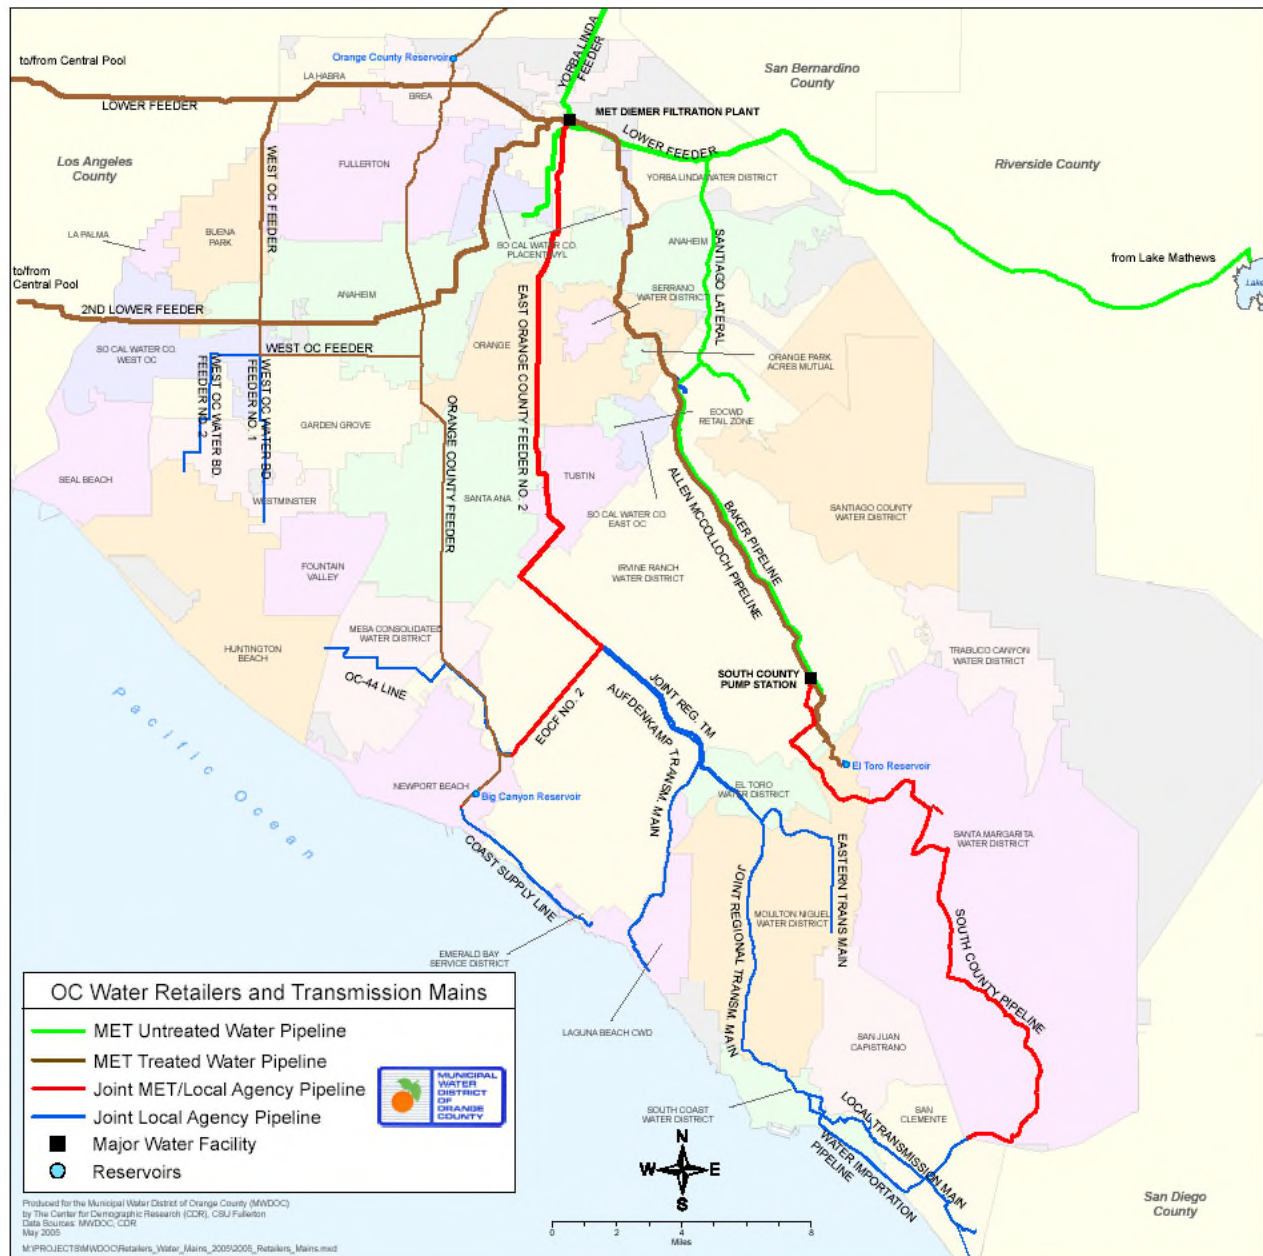 to/from Central Pool
Orange County Reservoir
YORBA LINDA
FEEDER
San Bernardino
County
LA HABRA
BREA
LOWER FEEDER
MET DIEMER FILTRATION PLANT
LOWER FEEDER
Los Angeles
County
FULLERTON
Riverside County
YORBA LINDA WATER DISTRICT
WEST OC FEEDER
LA PALMA
BUENA
PARK
SO CAL WATER CO.
PLACENTIA/YL
ANAHEIM
SANTIAGO LATERAL
from Lake Mathews
Lake
to/from
Central Pool
ANAHEIM
SERRANO
WATER DISTRICT
2ND LOWER FEEDER
EAST ORANGE COUNTY FEEDER NO. 2
SO CAL WATER CO.
WEST OC
WEST OC FEEDER
ORANGE
ORANGE PARK
ACRES MUTUAL
WEST OC WATER BD.
FEEDER NO. 2
WEST OC WATER BD.
FEEDER NO. 1
ORANGE COUNTY FEEDER
EOCWD
RETAIL ZONE
GARDEN GROVE
SEAL BEACH
WESTMINSTER
SANTA ANA
TUSTIN
SO CAL WATER CO.
EAST OC
ALLEN MCCOLLOCH PIPELINE
BAKER PIPELINE
SANTIAGO COUNTY
WATER DISTRICT
FOUNTAIN
VALLEY
IRVINE RANCH
WATER DISTRICT
MESA CONSOLIDATED
WATER DISTRICT
HUNTINGTON
BEACH
TRABUCO CANYON
WATER DISTRICT
OC-44 LINE
SOUTH COUNTY
PUMP STATION
JOINT REG. TM
AUFDENKAMP TRANSM. MAIN
EOCF NO. 2
Pacific Ocean
El Toro Reservoir
NEWPORT BEACH
Big Canyon Reservoir
EL TORO
WATER DISTRICT
SANTA MARGARITA
WATER DISTRICT
COAST SUPPLY LINE
EASTERN TRANS MAIN
JOINT REGIONAL TRANSM. MAIN
MOULTON NIGUEL
WATER DISTRICT
SOUTH COUNTY PIPELINE
EMERALD BAY
SERVICE DISTRICT
LAGUNA BEACH CWD
SAN JUAN
CAPISTRANO
SOUTH COAST
WATER DISTRICT
SAN
CLEMENTE
LOCAL TRANSMISSION MAIN
WATER IMPORTATION
PIPELINE
San Diego
County
OC Water Retailers and Transmission Mains
MET Untreated Water Pipeline
MET Treated Water Pipeline
Joint MET/Local Agency Pipeline
Joint Local Agency Pipeline
Major Water Facility
Reservoirs
MUNICIPAL
WATER
DISTRICT
OF
ORANGE
COUNTY
N
W E
S
0 2 4 8
Miles
Produced for the Municipal Water District of Orange County (MWDOC)
by The Center for Demographic Research (CDR), CSU Fullerton
Data Sources: MWDOC, CDR
May 2005
M:\PROJECTS\MWDOC\Retailers_Water_Mains_2005\2005_Retailers_Mains.mxd